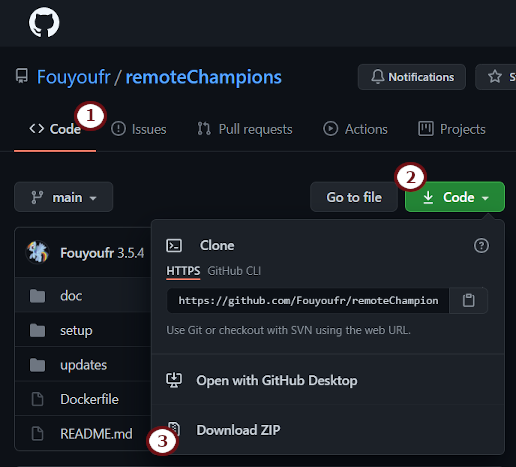 Fouyoufr / remoteChampions
Notifications
S
1
Code
Issues
Pull requests
Actions
Projects
main
Go to file
2
Code
Fouyoufr 3.5.4
doc
setup
updates
Dockerfile
README.md
Clone
HTTPS
GitHub CLI
https://github.com/Fouyoufr/remoteChampion
Use Git or checkout with SVN using the web URL.
Open with GitHub Desktop
3
Download ZIP